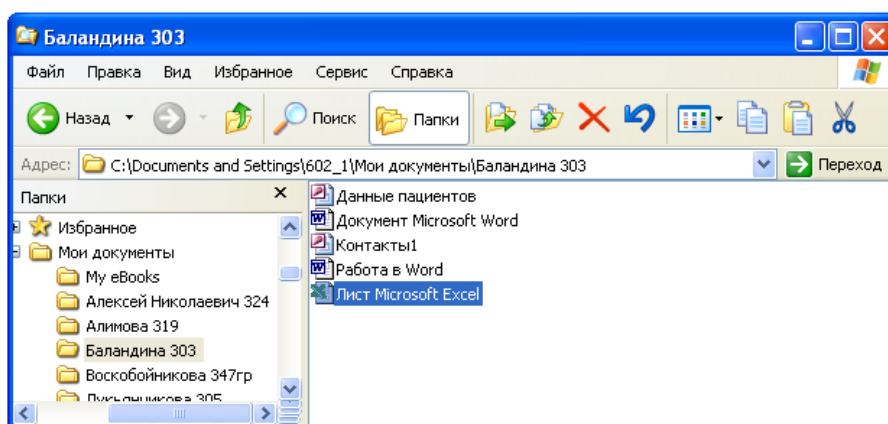 Баландина 303
Файл Правка Вид Избранное Сервис Справка
Назад Поиск Папки
Адрес: C:\Documents and Settings\602_1\Мои документы\Баландина 303 Переход
Папки
Избранное
Мои документы
My eBooks
Алексей Николаевич 324
Алимова 319
Баландина 303
Воскобойникова 347гр
Лукьянчикова 305
Данные пациентов
Документ Microsoft Word
Контакты1
Работа в Word
Лист Microsoft Excel